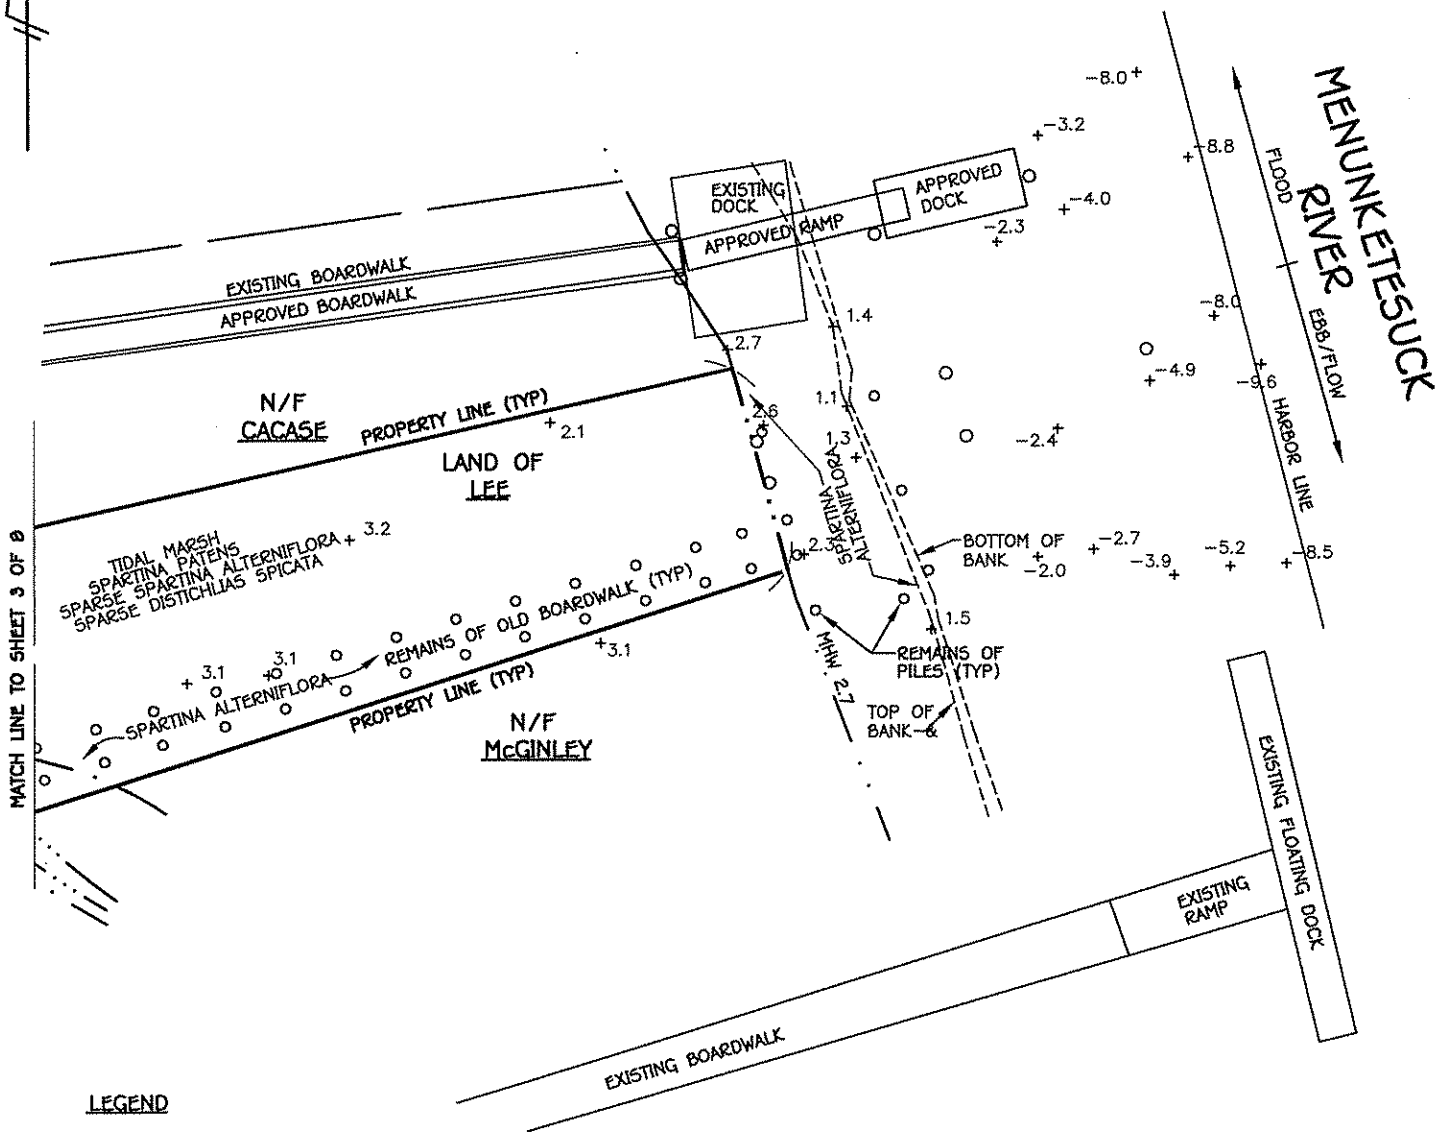 -8.0
-3.2
-8.8
MENUNKETESUCK
RIVER
FLOOD
EXISTING
DOCK
APPROVED
DOCK
APPROVED RAMP
-4.0
-2.3
EXISTING BOARDWALK
APPROVED BOARDWALK
1.4
-8.0
EBB/FLOW
2.7
-4.9
-9.6
HARBOR LINE
N/F
CACASE
PROPERTY LINE (TYP)
2.1
2.6
1.1
1.3
-2.4
LAND OF
LEE
SPARTINA
ALTERNIFLORA
MATCH LINE TO SHEET 3 OF 8
TIDAL MARSH
SPARTINA PATENS
SPARSE SPARTINA ALTERNIFLORA
SPARSE DISTICHLIAS SPICATA
3.2
BOTTOM OF
BANK
-2.0
-2.7
-3.9
-5.2
-8.5
REMAINS OF OLD BOARDWALK (TYP)
3.1
3.1
3.1
1.5
SPARTINA ALTERNIFLORA
PROPERTY LINE (TYP)
MHW 2.7
REMAINS OF
PILES (TYP)
N/F
McGINLEY
TOP OF
BANK-&
EXISTING FLOATING DOCK
EXISTING
RAMP
EXISTING BOARDWALK
LEGEND